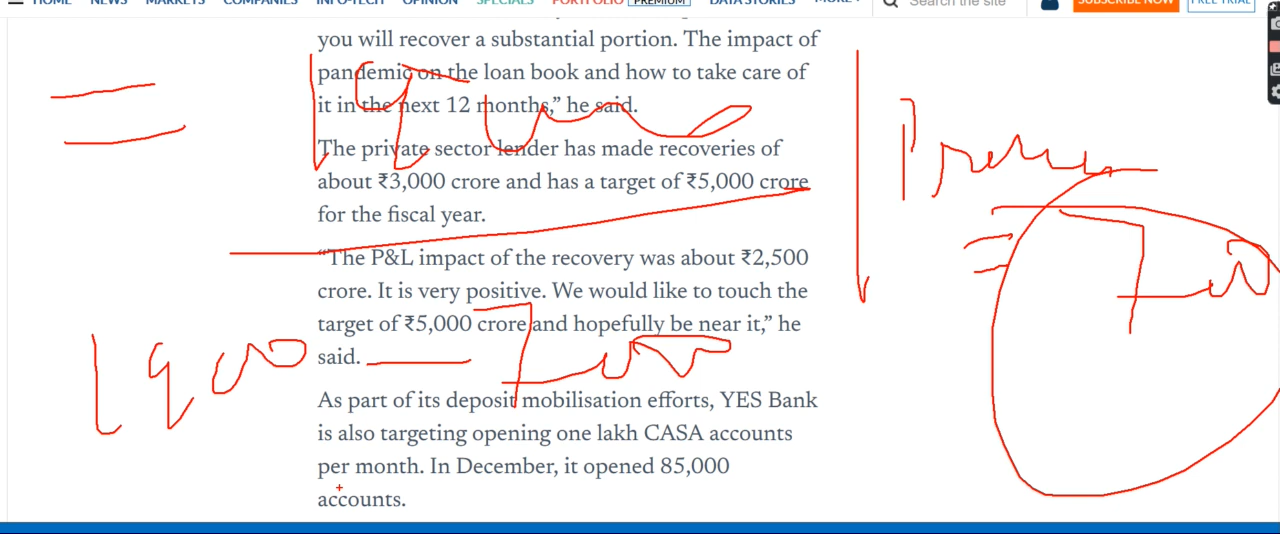 HOME NEWS MARKETS COMPANIES INFO-TECH OPINION SPECIALS PORTFOLIO PREMIUM DATA STORIES MORE Search the site SUBSCRIBE NOW FREE TRIAL
you will recover a substantial portion. The impact of
pandemic on the loan book and how to take care of
it in the next 12 months,” he said.
The private sector lender has made recoveries of
about ₹3,000 crore and has a target of ₹5,000 crore
for the fiscal year.
“The P&L impact of the recovery was about ₹2,500
crore. It is very positive. We would like to touch the
target of ₹5,000 crore and hopefully be near it,” he
said.
As part of its deposit mobilisation efforts, YES Bank
is also targeting opening one lakh CASA accounts
per month. In December, it opened 85,000
accounts.